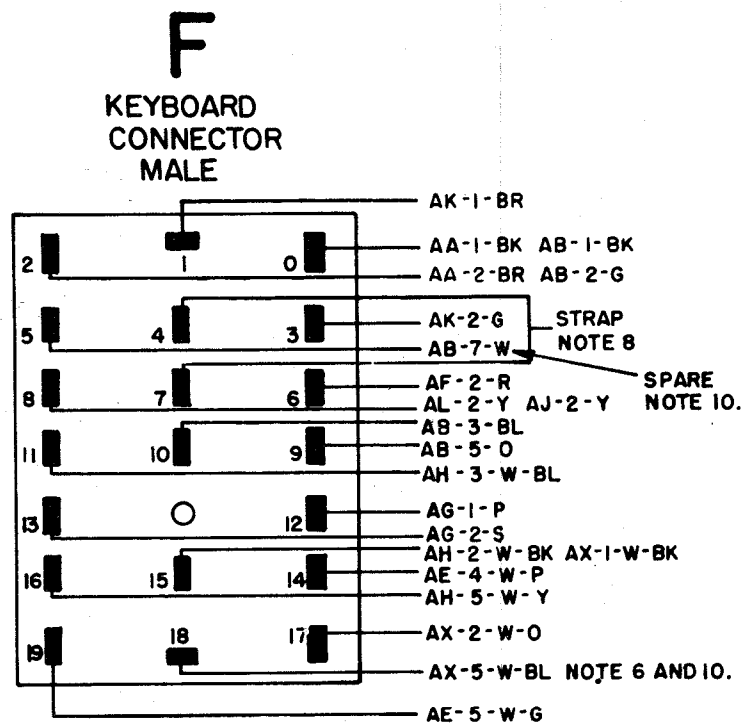 F
KEYBOARD
CONNECTOR
MALE
AK-1-BR
2 1 0 AA-1-BK AB-1-BK
AA-2-BR AB-2-G
5 4 3 AK-2-G STRAP
NOTE 8
AB-7-W
8 7 6 AF-2-R SPARE
AL-2-Y AJ-2-Y NOTE 10.
AB-3-BL
11 10 9 AB-5-O
AH-3-W-BL
13 12 AG-1-P
AG-2-S
AH-2-W-BK AX-1-W-BK
16 15 14 AE-4-W-P
AH-5-W-Y
19 18 17 AX-2-W-O
AX-5-W-BL NOTE 6 AND 10.
AE-5-W-G